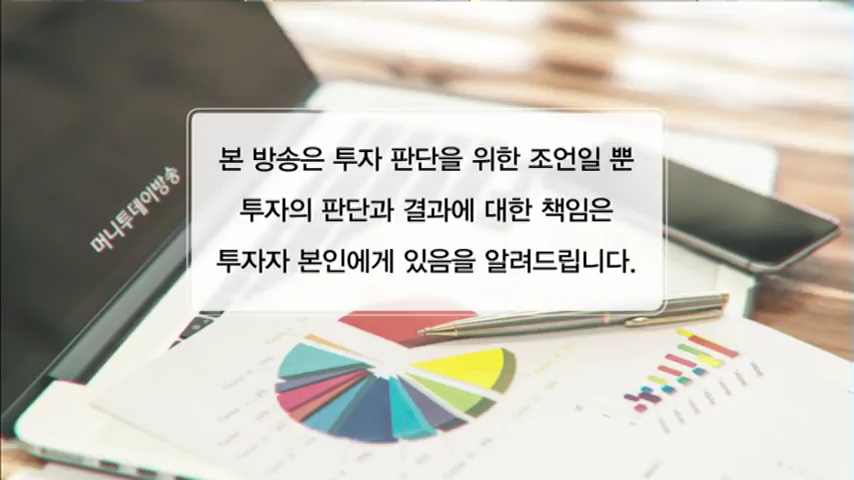 본 방송은 투자 판단을 위한 조언일 뿐
투자의 판단과 결과에 대한 책임은
투자자 본인에게 있음을 알려드립니다.
머니투데이방송